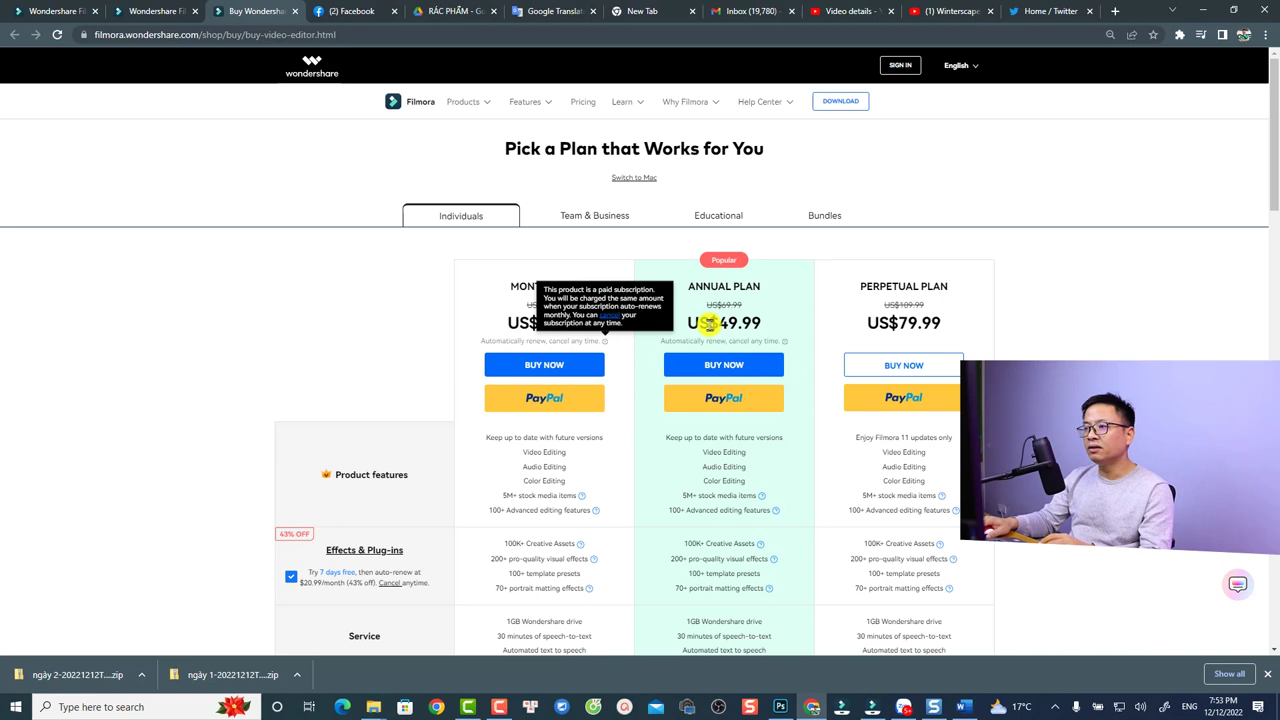 Buy Wonde
Buy Wonde
Buy Wonde
(2) Facebo
RÁC PHẨM - G
Google Tran
New Tab
Inbox (19,780)
Video details -
(1) Winterscap
Home / Twitter
filmora.wondershare.com/shop/buy/buy-video-editor.html
wondershare
SIGN IN
English
Filmora
Products
Features
Pricing
Learn
Why Filmora
Help Center
DOWNLOAD
Pick a Plan that Works for You
Switch to Mac
Individuals
Team & Business
Educational
Bundles
Popular
MON
US
US$
This product is a paid subscription.
You will be charged the same amount
when your subscription auto-renews
monthly. You can cancel your
subscription at any time.
Automatically renew, cancel any time.
BUY NOW
PayPal
ANNUAL PLAN
US$69.99
US$49.99
Automatically renew, cancel any time.
BUY NOW
PayPal
PERPETUAL PLAN
US$109.99
US$79.99
BUY NOW
PayPal
Product features
Keep up to date with future versions
Video Editing
Audio Editing
Color Editing
5M+ stock media items
100+ Advanced editing features
Keep up to date with future versions
Video Editing
Audio Editing
Color Editing
5M+ stock media items
100+ Advanced editing features
Enjoy Filmora 11 updates only
Video Editing
Audio Editing
Color Editing
5M+ stock media items
100+ Advanced editing features
43% OFF
Effects & Plug-ins
Try 7 days free, then auto-renew at
$20.99/month (43% off). Cancel anytime.
100K+ Creative Assets
200+ pro-quality visual effects
100+ template presets
70+ portrait matting effects
100K+ Creative Assets
200+ pro-quality visual effects
100+ template presets
70+ portrait matting effects
100K+ Creative Assets
200+ pro-quality visual effects
100+ template presets
70+ portrait matting effects
Service
1GB Wondershare drive
30 minutes of speech-to-text
Automated text to speech
1GB Wondershare drive
30 minutes of speech-to-text
Automated text to speech
1GB Wondershare drive
30 minutes of speech-to-text
Automated text to speech
ngày 2-20221212T....zip
ngày 1-20221212T....zip
Show all
Type here to search
17°C
ENG
7:53 PM
12/12/2022